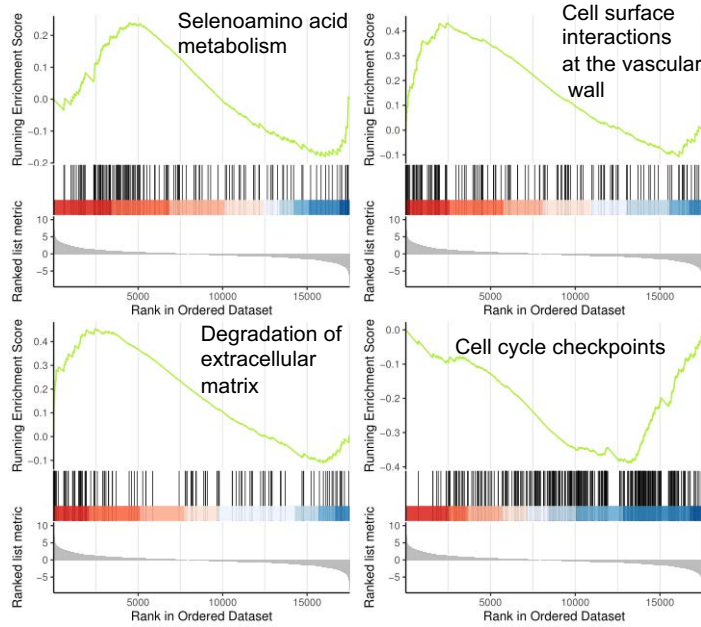 Selenoamino acid
metabolism
Running Enrichment Score
0.2
0.1
0.0
−0.1
−0.2
Ranked list metric
10
5
0
−5
5000
10000
15000
Rank in Ordered Dataset
Cell surface
interactions
at the vascular
wall
Running Enrichment Score
0.4
0.3
0.2
0.1
0.0
−0.1
Ranked list metric
10
5
0
−5
5000
10000
15000
Rank in Ordered Dataset
Degradation of
extracellular
matrix
Running Enrichment Score
0.4
0.3
0.2
0.1
0.0
−0.1
Ranked list metric
10
5
0
−5
5000
10000
15000
Rank in Ordered Dataset
Cell cycle checkpoints
Running Enrichment Score
0.0
−0.1
−0.2
−0.3
−0.4
Ranked list metric
10
5
0
−5
5000
10000
15000
Rank in Ordered Dataset